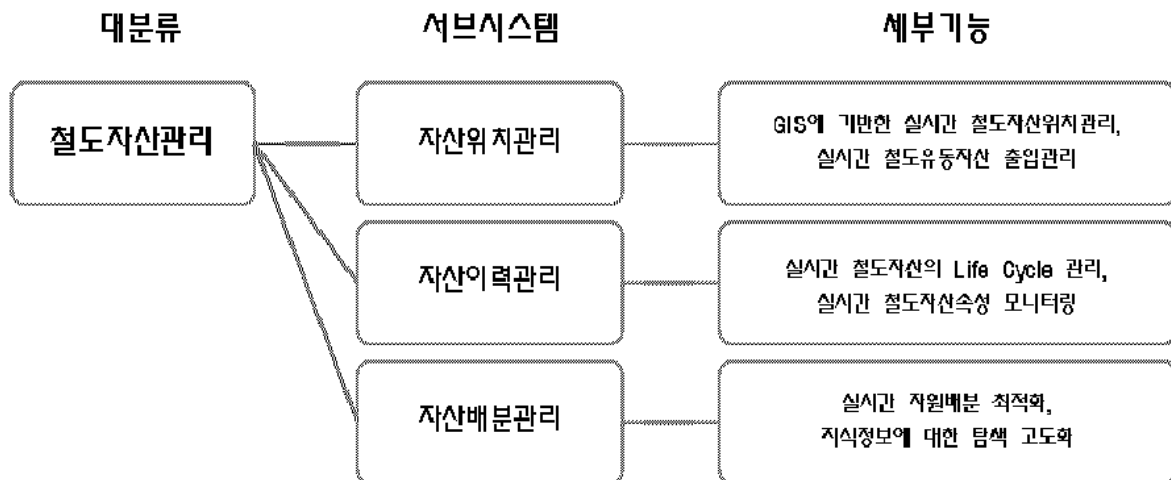 대분류 서브시스템 세부기능
철도자산관리
자산위치관리
GIS에 기반한 실시간 철도자산위치관리,
실시간 철도유동자산 출입관리
자산이력관리
실시간 철도자산의 Life Cycle 관리,
실시간 철도자산속성 모니터링
자산배분관리
실시간 자원배분 최적화,
지식정보에 대한 탐색 고도화